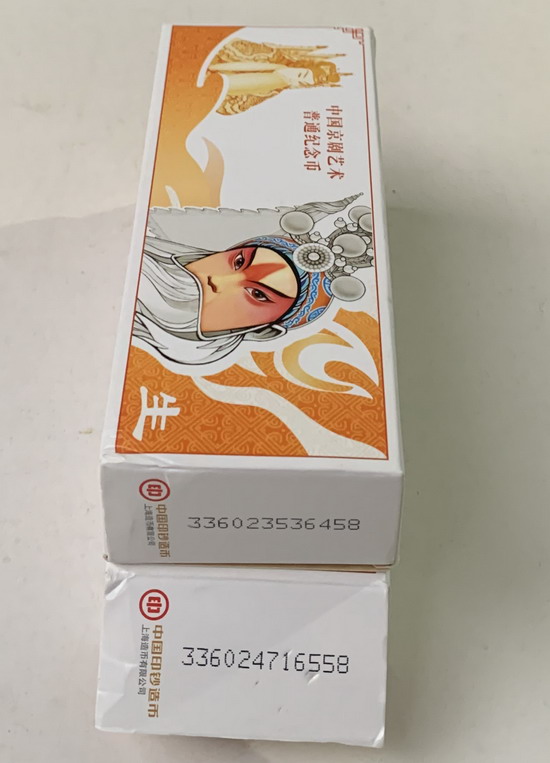 中国京剧艺术
普通纪念币
生
中国印钞造币
上海造币有限公司
336023536458
中国印钞造币
上海造币有限公司
336024716558